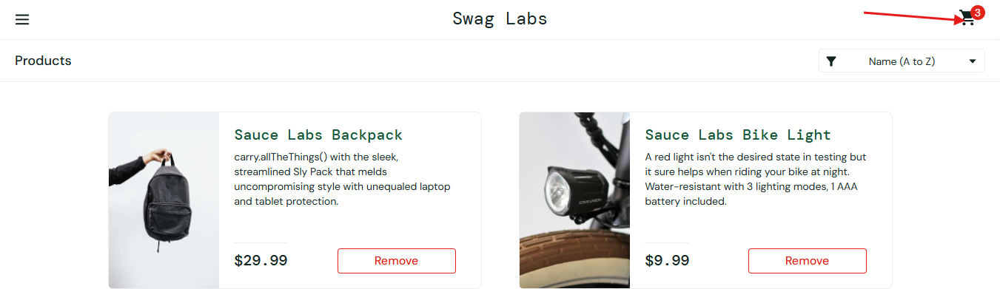 Swag Labs
3
Products
Name (A to Z)
Sauce Labs Backpack
carry.allTheThings() with the sleek,
streamlined Sly Pack that melds
uncompromising style with unequaled laptop
and tablet protection.
$29.99
Remove
Sauce Labs Bike Light
A red light isn't the desired state in testing but
it sure helps when riding your bike at night.
Water-resistant with 3 lighting modes, 1 AAA
battery included.
$9.99
Remove